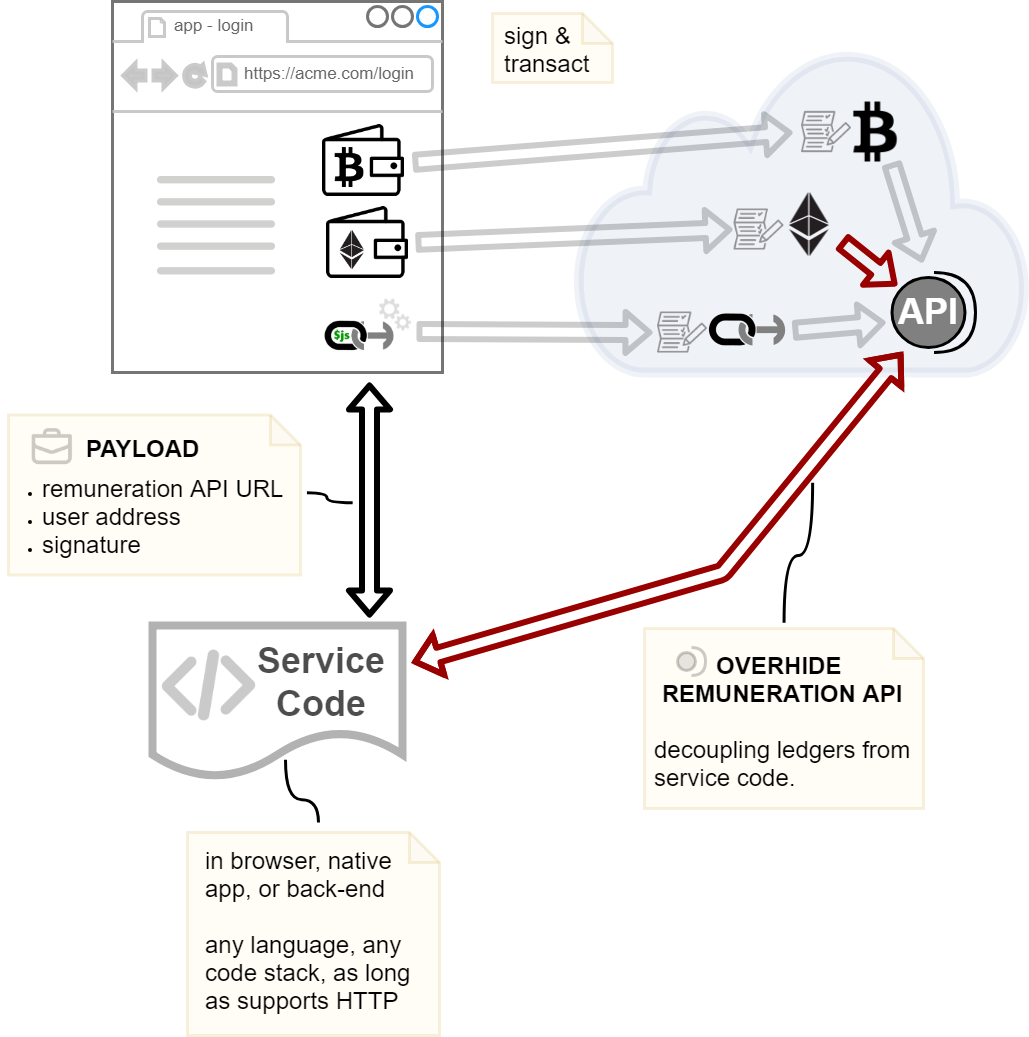 app - login
https://acme.com/login
sign &
transact
$js
API
PAYLOAD
• remuneration API URL
• user address
• signature
</> Service
Code
OVERHIDE
REMUNERATION API
decoupling ledgers from
service code.
in browser, native
app, or back-end
any language, any
code stack, as long
as supports HTTP